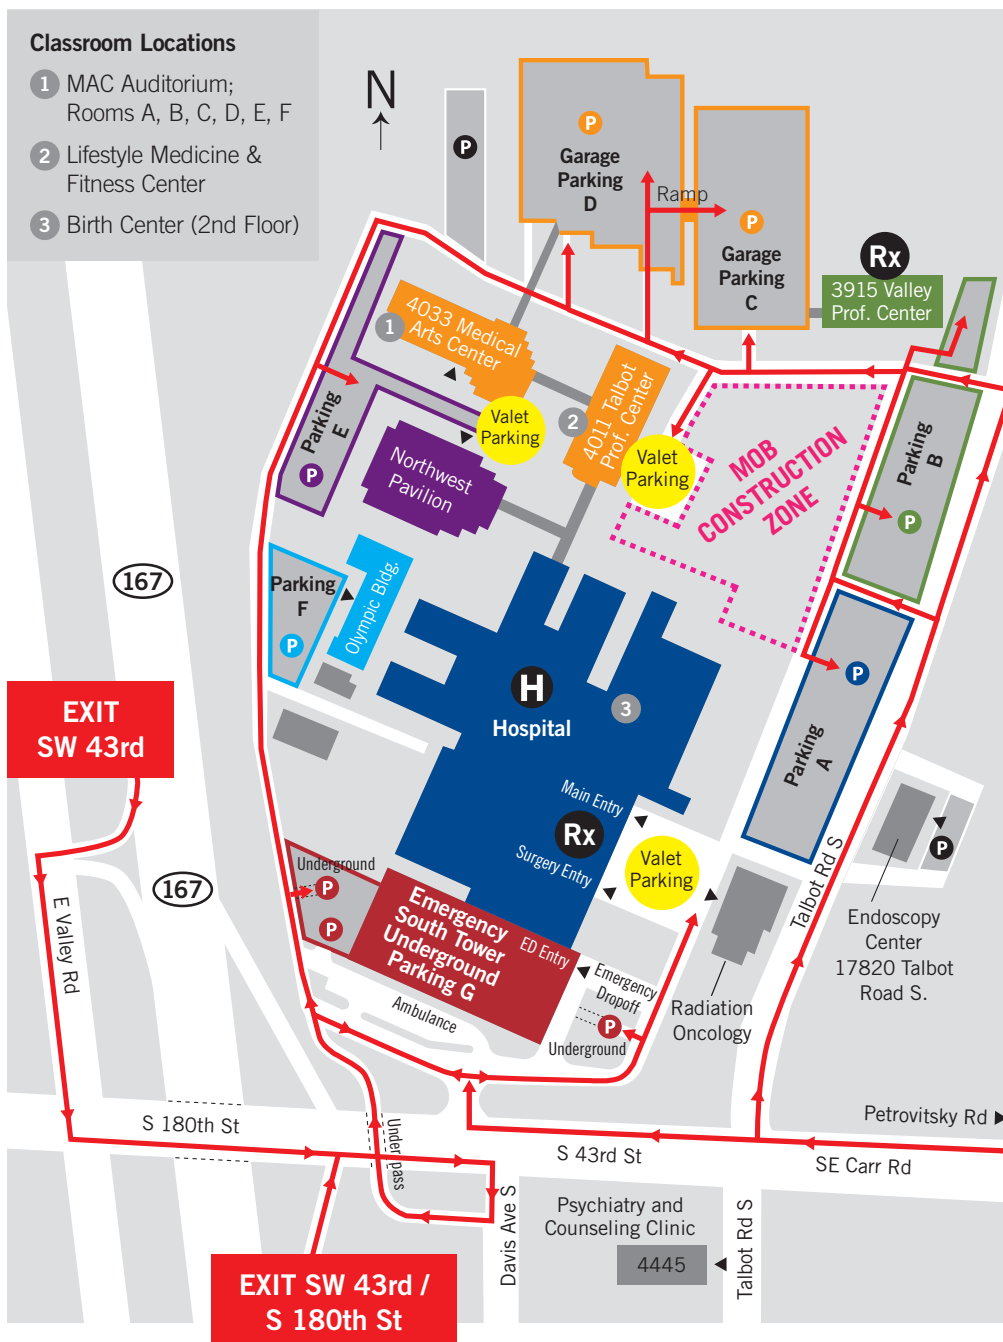 Classroom Locations
1 MAC Auditorium;
Rooms A, B, C, D, E, F
2 Lifestyle Medicine &
Fitness Center
3 Birth Center (2nd Floor)
N
P
P
Garage
Parking
D
Ramp
P
Garage
Parking
C
Rx
3915 Valley
Prof. Center
1
4033 Medical
Arts Center
2
4011 Talbot
Prof. Center
Valet
Parking
Valet
Parking
MOB
CONSTRUCTION
ZONE
Parking
E
P
Northwest
Pavilion
Parking
B
P
167
Parking
F
P
Olympic Bldg.
H
Hospital
3
P
Parking
A
EXIT
SW 43rd
Main Entry
Rx
Surgery Entry
Valet
Parking
P
Talbot Rd S
Endoscopy
Center
17820 Talbot
Road S.
167
E Valley Rd
Underground
P
P
Emergency
South Tower
Underground
Parking G
ED Entry
Emergency
Dropoff
P
Underground
Ambulance
Radiation
Oncology
Petrovitsky Rd
S 180th St
Underpass
S 43rd St
SE Carr Rd
Davis Ave S
Psychiatry and
Counseling Clinic
4445
Talbot Rd S
EXIT SW 43rd /
S 180th St